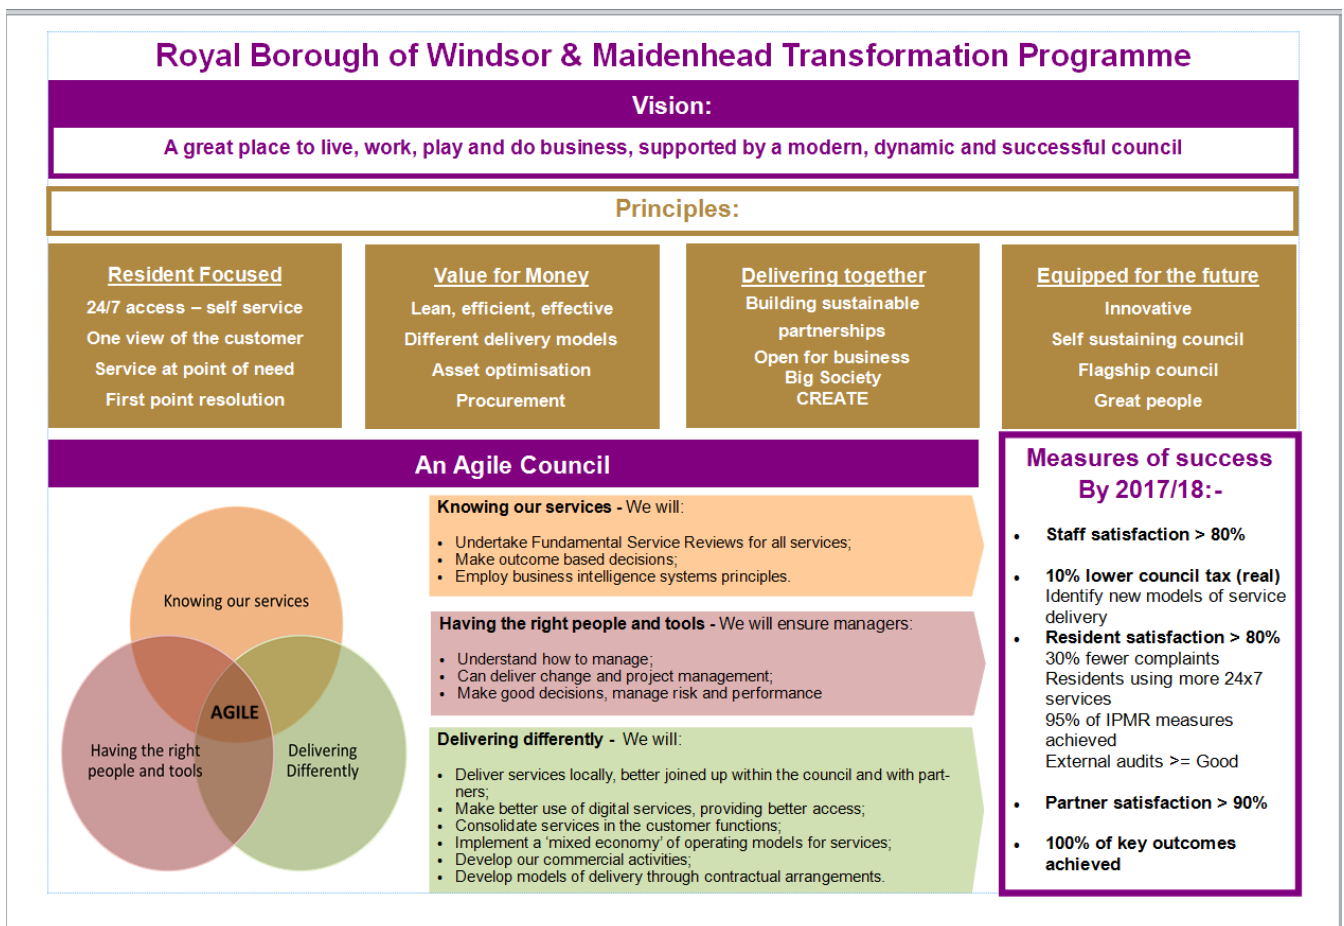 Royal Borough of Windsor & Maidenhead Transformation Programme
Vision:
A great place to live, work, play and do business, supported by a modern, dynamic and successful council
Principles:
Resident Focused
24/7 access – self service
One view of the customer
Service at point of need
First point resolution
Value for Money
Lean, efficient, effective
Different delivery models
Asset optimisation
Procurement
Delivering together
Building sustainable
partnerships
Open for business
Big Society
CREATE
Equipped for the future
Innovative
Self sustaining council
Flagship council
Great people
An Agile Council
Knowing our services
AGILE
Having the right
people and tools
Delivering
Differently
Knowing our services - We will:
• Undertake Fundamental Service Reviews for all services;
• Make outcome based decisions;
• Employ business intelligence systems principles.
Having the right people and tools - We will ensure managers:
• Understand how to manage;
• Can deliver change and project management;
• Make good decisions, manage risk and performance
Delivering differently - We will:
• Deliver services locally, better joined up within the council and with part-
ners;
• Make better use of digital services, providing better access;
• Consolidate services in the customer functions;
• Implement a ‘mixed economy’ of operating models for services;
• Develop our commercial activities;
• Develop models of delivery through contractual arrangements.
Measures of success
By 2017/18:-
• Staff satisfaction > 80%
• 10% lower council tax (real)
Identify new models of service
delivery
• Resident satisfaction > 80%
30% fewer complaints
Residents using more 24x7
services
95% of IPMR measures
achieved
External audits >= Good
• Partner satisfaction > 90%
• 100% of key outcomes
achieved